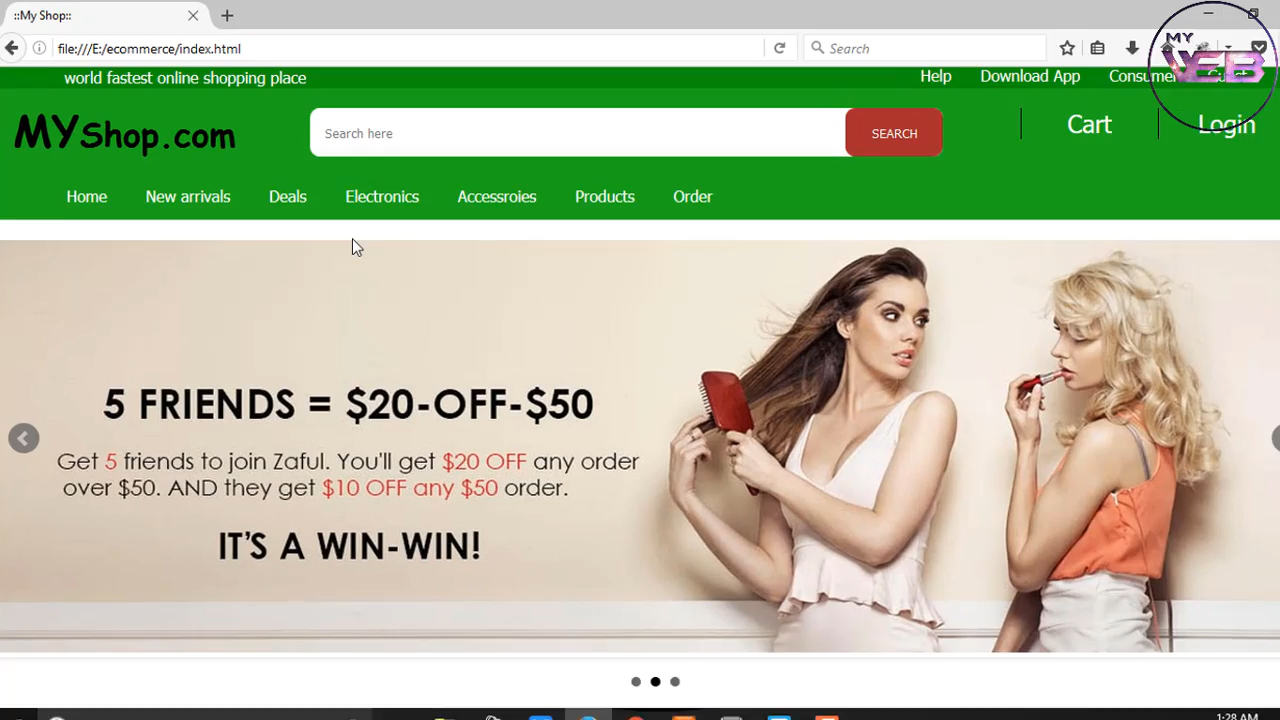 ::My Shop::
file:///E:/ecommerce/index.html
Search
MY
WEB
world fastest online shopping place
Help Download App Consumer
MYShop.com
Search here
SEARCH
Cart
Login
Home New arrivals Deals Electronics Accessroies Products Order
5 FRIENDS = $20-OFF-$50
Get 5 friends to join Zaful. You'll get $20 OFF any order
over $50. AND they get $10 OFF any $50 order.
IT'S A WIN-WIN!
1:28 AM